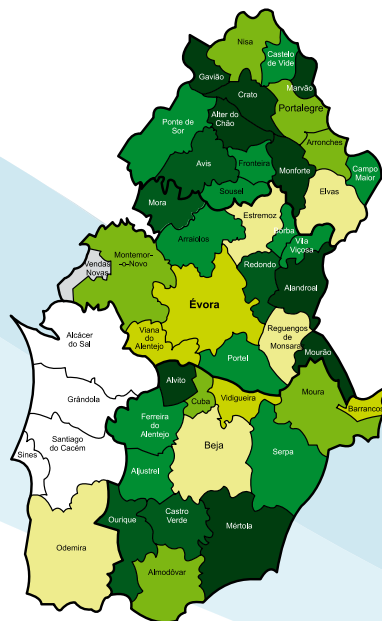 Nisa
Castelo
de Vide
Gavião
Marvão
Crato
Portalegre
Ponte de
Sor
Alter do
Chão
Arronches
Avis
Fronteira
Monforte
Campo
Maior
Elvas
Sousel
Mora
Estremoz
Borba
Arraiolos
Vila
Viçosa
Montemor-
-o-Novo
Redondo
Vendas
Novas
Alandroal
Évora
Viana do
Alentejo
Reguengos
de
Monsaraz
Alcácer
do Sal
Portel
Mourão
Alvito
Grândola
Cuba
Vidigueira
Moura
Barrancos
Ferreira
do
Alentejo
Santiago
do Cacém
Beja
Sines
Serpa
Aljustrel
Ourique
Castro
Verde
Mértola
Odemira
Almodôvar